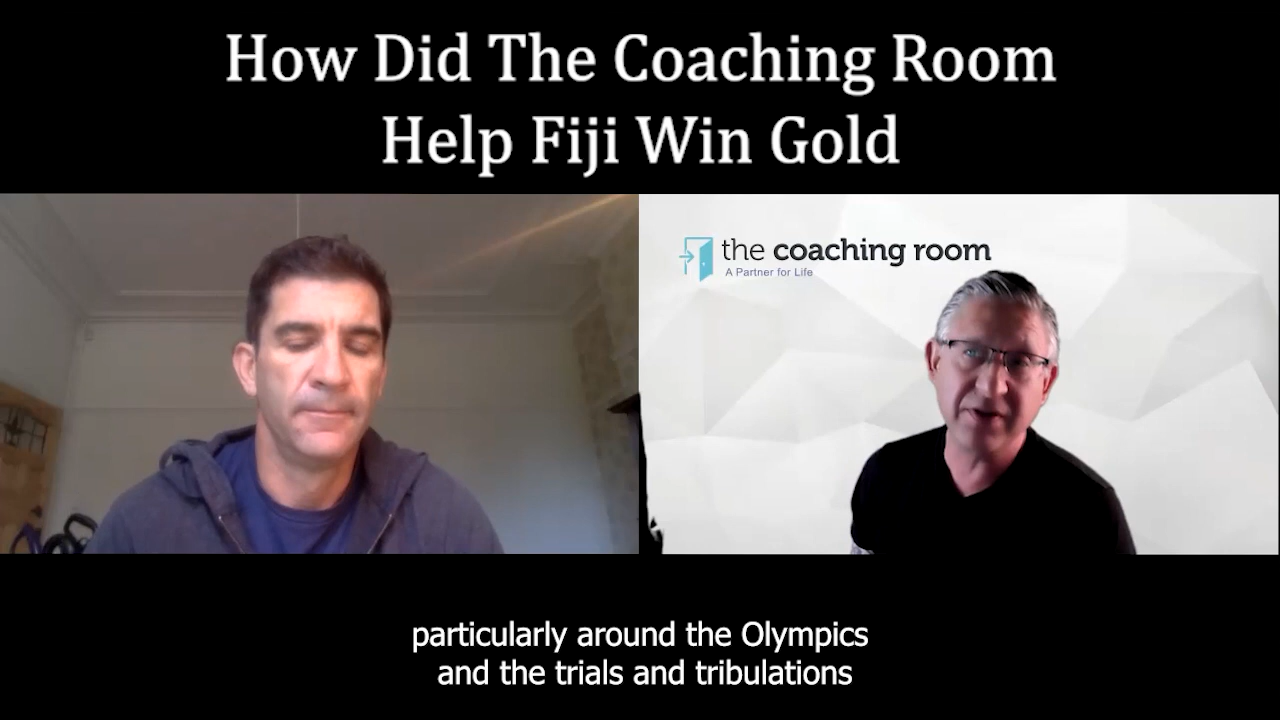 How Did The Coaching Room
Help Fiji Win Gold
the coaching room
A Partner for Life
particularly around the Olympics
and the trials and tribulations